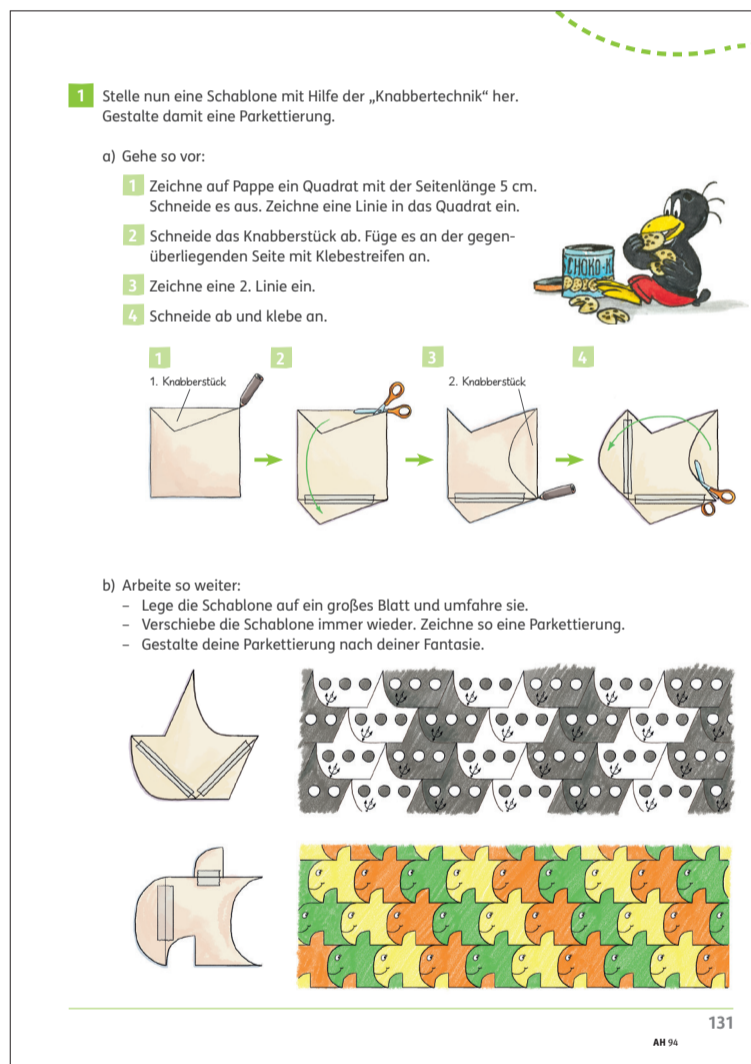 1 Stelle nun eine Schablone mit Hilfe der „Knabbertechnik“ her.
Gestalte damit eine Parkettierung.
a) Gehe so vor:
1 Zeichne auf Pappe ein Quadrat mit der Seitenlänge 5 cm.
Schneide es aus. Zeichne eine Linie in das Quadrat ein.
2 Schneide das Knabberstück ab. Füge es an der gegen-
überliegenden Seite mit Klebestreifen an.
3 Zeichne eine 2. Linie ein.
4 Schneide ab und klebe an.
CHOKO-K
1 2 3 4
1. Knabberstück 2. Knabberstück
b) Arbeite so weiter:
– Lege die Schablone auf ein großes Blatt und umfahre sie.
– Verschiebe die Schablone immer wieder. Zeichne so eine Parkettierung.
– Gestalte deine Parkettierung nach deiner Fantasie.
131
AH 94